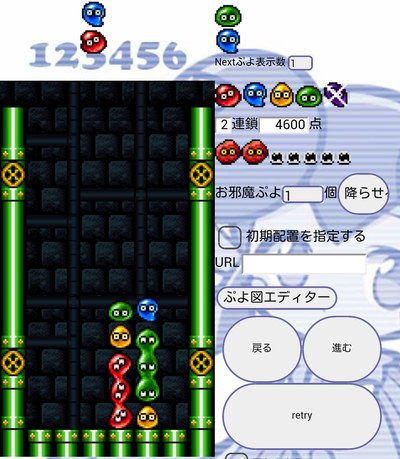 123456
Nextぷよ表示数 1
2 連鎖 4600 点
お邪魔ぷよ 1 個 降らせ
初期配置を指定する
URL
ぷよ図エディター
戻る 進む
retry